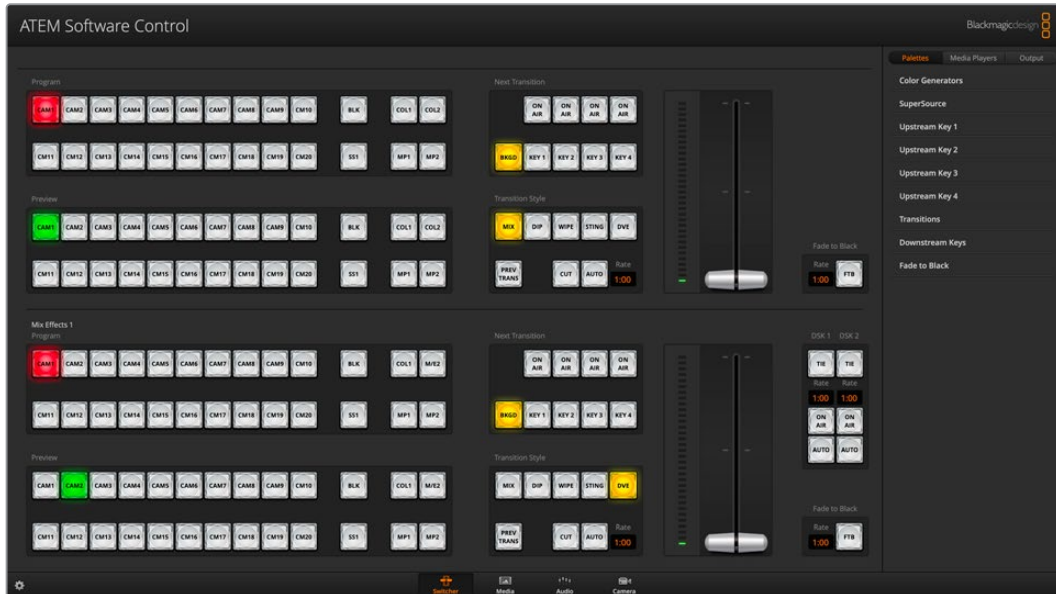 ATEM Software Control
Blackmagicdesign
Palettes Media Players Output
Color Generators
SuperSource
Upstream Key 1
Upstream Key 2
Upstream Key 3
Upstream Key 4
Transitions
Downstream Keys
Fade to Black
Program
CAM1 CAM2 CAM3 CAM4 CAM5 CAM6 CAM7 CAM8 CAM9 CM10 BLK COL1 COL2
CM11 CM12 CM13 CM14 CM15 CM16 CM17 CM18 CM19 CM20 SS1 MP1 MP2
Next Transition
ON AIR ON AIR ON AIR ON AIR
BKGD KEY 1 KEY 2 KEY 3 KEY 4
Preview
CAM1 CAM2 CAM3 CAM4 CAM5 CAM6 CAM7 CAM8 CAM9 CM10 BLK COL1 COL2
CM11 CM12 CM13 CM14 CM15 CM16 CM17 CM18 CM19 CM20 SS1 MP1 MP2
Transition Style
MIX DIP WIPE STING DVE
Rate
PREV TRANS CUT AUTO 1:00
Fade to Black
Rate
1:00 FTB
Mix Effects 1
Program
CAM1 CAM2 CAM3 CAM4 CAM5 CAM6 CAM7 CAM8 CAM9 CM10 BLK COL1 M/E2
CM11 CM12 CM13 CM14 CM15 CM16 CM17 CM18 CM19 CM20 SS1 MP1 MP2
Next Transition
ON AIR ON AIR ON AIR ON AIR
BKGD KEY 1 KEY 2 KEY 3 KEY 4
DSK 1 DSK 2
TIE TIE
Rate Rate
1:00 1:00
ON AIR ON AIR
AUTO AUTO
Preview
CAM1 CAM2 CAM3 CAM4 CAM5 CAM6 CAM7 CAM8 CAM9 CM10 BLK COL1 M/E2
CM11 CM12 CM13 CM14 CM15 CM16 CM17 CM18 CM19 CM20 SS1 MP1 MP2
Transition Style
MIX DIP WIPE STING DVE
Rate
PREV TRANS CUT AUTO 1:00
Fade to Black
Rate
1:00 FTB
Switcher Media Audio Camera